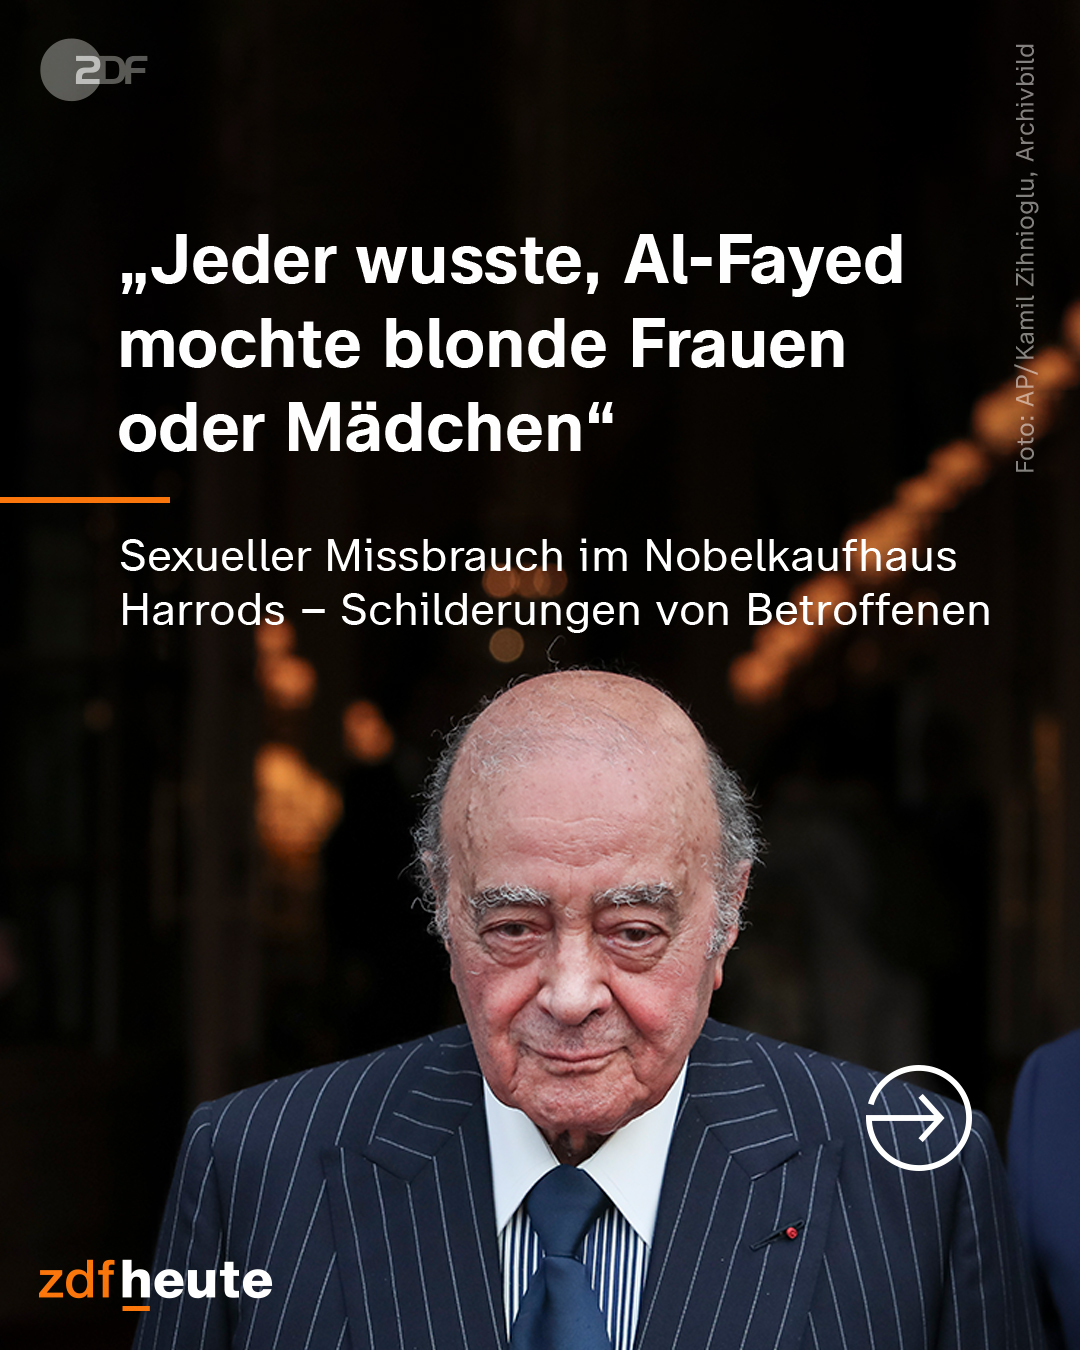 ZDF
Foto: AP/Kamil Zihnioglu, Archivbild
„Jeder wusste, Al-Fayed
mochte blonde Frauen
oder Mädchen“
Sexueller Missbrauch im Nobelkaufhaus
Harrods – Schilderungen von Betroffenen
zdfheute